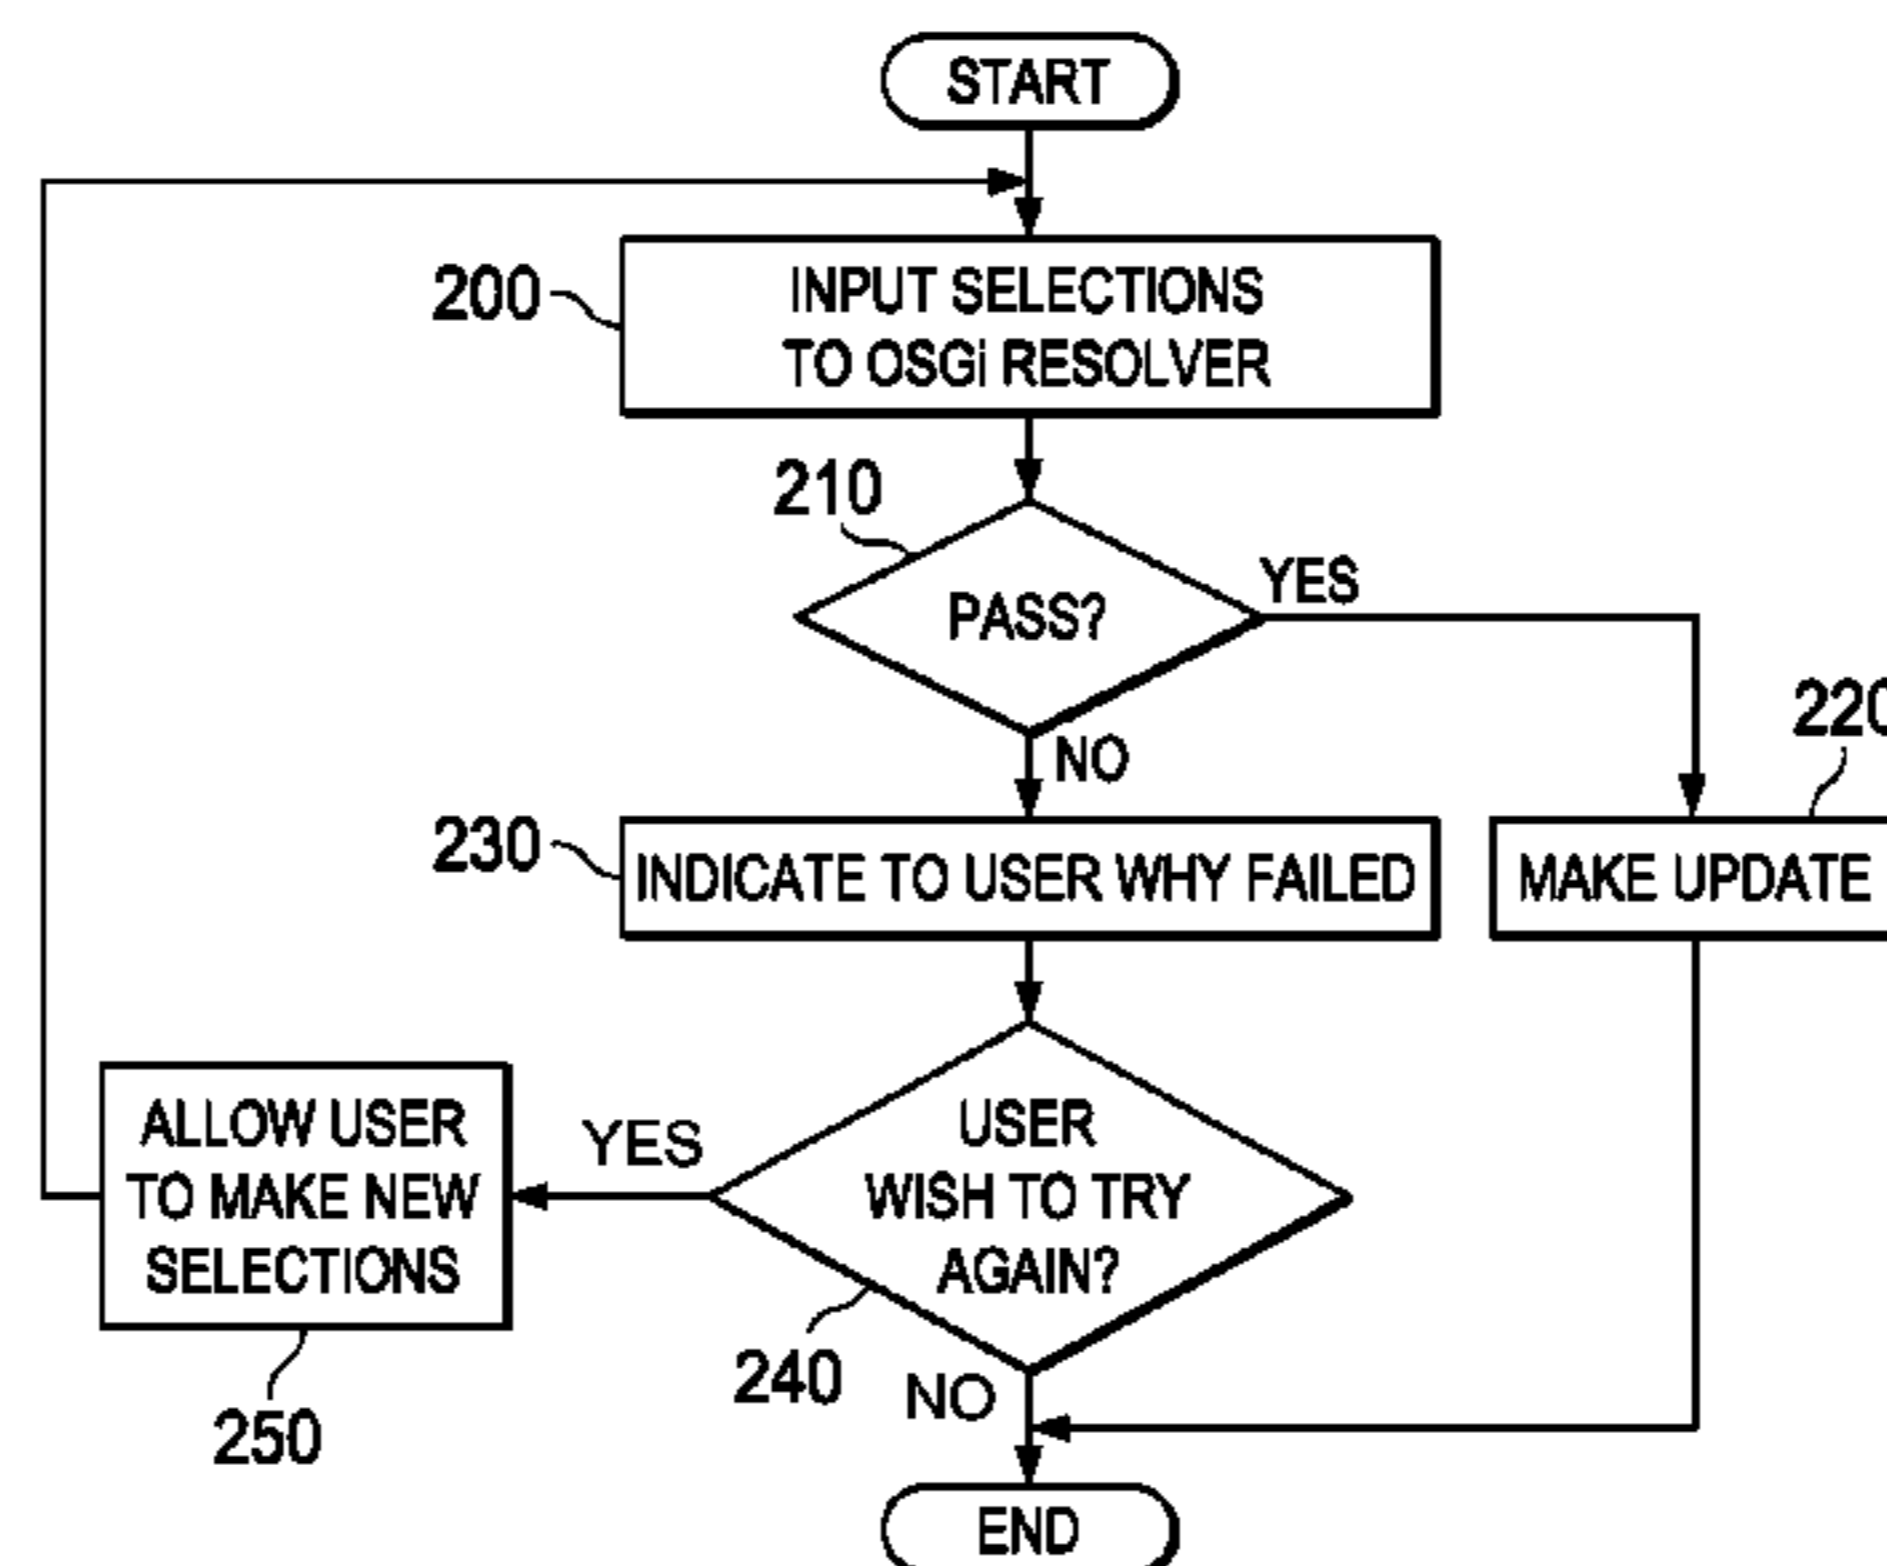 START
200
INPUT SELECTIONS
TO OSGi RESOLVER
210
PASS?
YES
NO
220
230
INDICATE TO USER WHY FAILED
MAKE UPDATE
ALLOW USER
TO MAKE NEW
SELECTIONS
YES
USER
WISH TO TRY
AGAIN?
240
NO
250
END